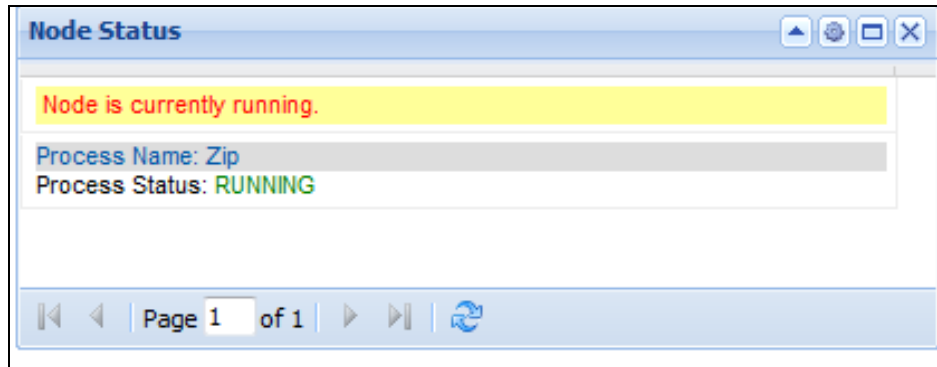 Node Status
Node is currently running.
Process Name: Zip
Process Status: RUNNING
Page 1 of 1